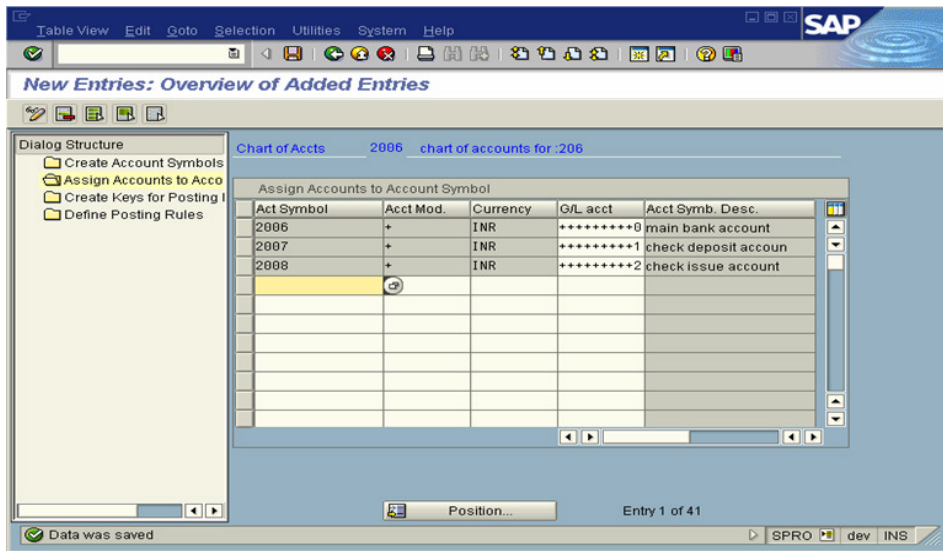 Table View Edit Goto Selection Utilities System Help
SAP
New Entries: Overview of Added Entries
Dialog Structure
Create Account Symbols
Assign Accounts to Acco
Create Keys for Posting
Define Posting Rules
Chart of Accts 2006 chart of accounts for :206
Assign Accounts to Account Symbol
Act Symbol Acct Mod. Currency G/L acct Acct Symb. Desc.
2006 + INR +++++++++0 main bank account
2007 + INR +++++++++1 check deposit accoun
2008 + INR +++++++++2 check issue account
Position... Entry 1 of 41
Data was saved SPRO dev INS